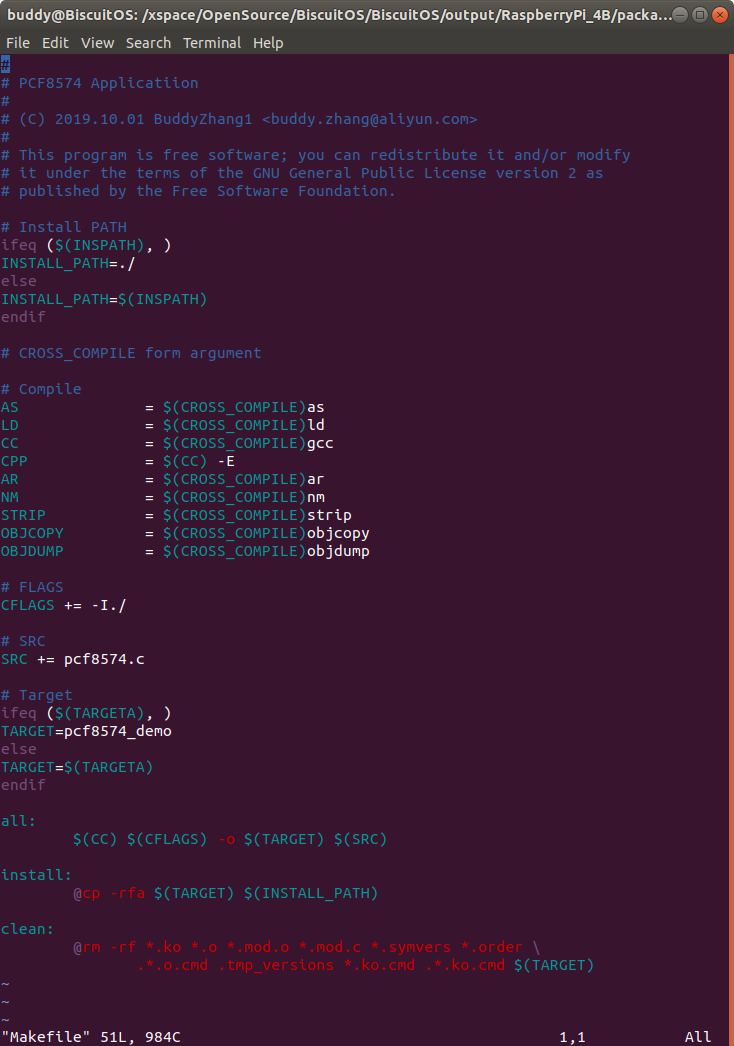 buddy@BiscuitOS: /xspace/OpenSource/BiscuitOS/BiscuitOS/output/RaspberryPi_4B/packa...
File Edit View Search Terminal Help
#
# PCF8574 Applicatiion
#
# (C) 2019.10.01 BuddyZhang1 <buddy.zhang@aliyun.com>
#
# This program is free software; you can redistribute it and/or modify
# it under the terms of the GNU General Public License version 2 as
# published by the Free Software Foundation.

# Install PATH
ifeq ($(INSPATH), )
INSTALL_PATH=./
else
INSTALL_PATH=$(INSPATH)
endif

# CROSS_COMPILE form argument

# Compile
AS              = $(CROSS_COMPILE)as
LD              = $(CROSS_COMPILE)ld
CC              = $(CROSS_COMPILE)gcc
CPP             = $(CC) -E
AR              = $(CROSS_COMPILE)ar
NM              = $(CROSS_COMPILE)nm
STRIP           = $(CROSS_COMPILE)strip
OBJCOPY         = $(CROSS_COMPILE)objcopy
OBJDUMP         = $(CROSS_COMPILE)objdump

# FLAGS
CFLAGS += -I./

# SRC
SRC += pcf8574.c

# Target
ifeq ($(TARGETA), )
TARGET=pcf8574_demo
else
TARGET=$(TARGETA)
endif

all:
        $(CC) $(CFLAGS) -o $(TARGET) $(SRC)

install:
        @cp -rfa $(TARGET) $(INSTALL_PATH)

clean:
        @rm -rf *.ko *.o *.mod.o *.mod.c *.symvers *.order \
               .*.o.cmd .tmp_versions *.ko.cmd .*.ko.cmd $(TARGET)
~
~
~
"Makefile" 51L, 984C 1,1 All